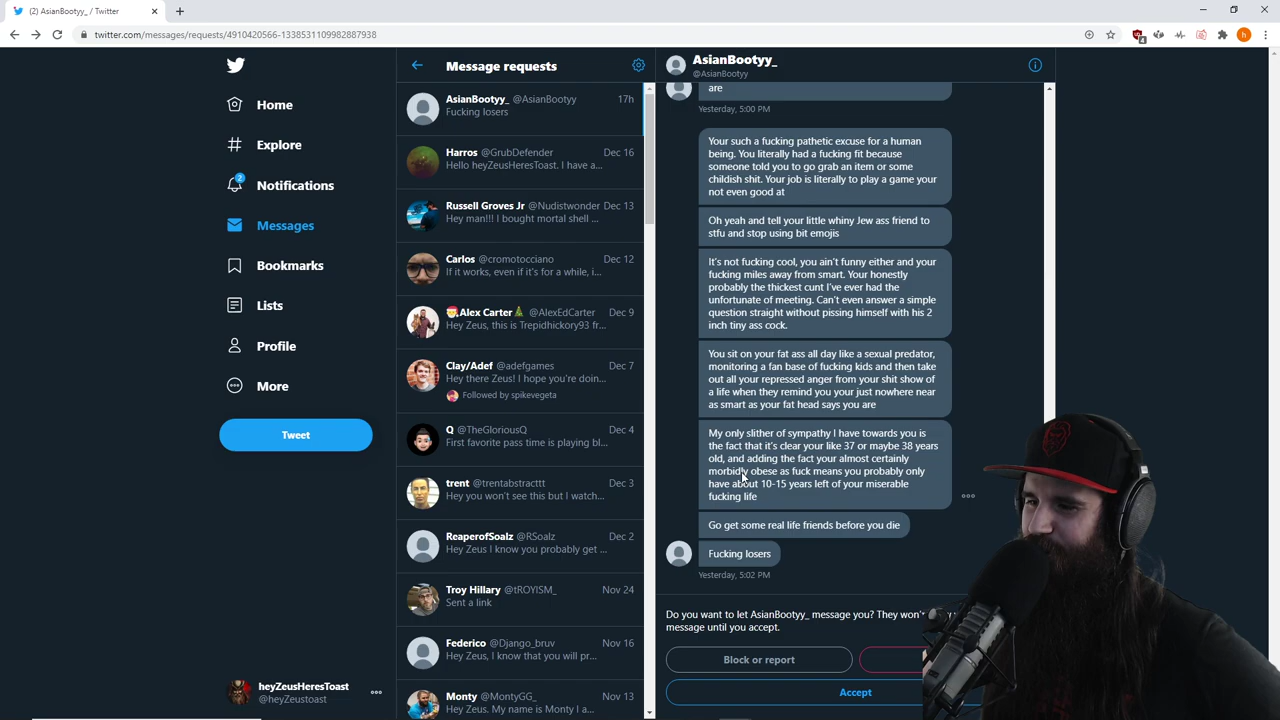 (2) AsianBootyy_ / Twitter
twitter.com/messages/requests/4910420566-1338531109982887938
4
h
Home
Explore
2
Notifications
Messages
Bookmarks
Lists
Profile
More
Tweet
heyZeusHeresToast
@heyZeustoast
Message requests
AsianBootyy_ @AsianBootyy 17h
Fucking losers
Harros @GrubDefender Dec 16
Hello heyZeusHeresToast. I have a...
Russell Groves Jr @Nudistwonder Dec 13
Hey man!!! I bought mortal shell ...
Carlos @cromotocciano Dec 12
If it works, even if it's for a while, i...
🎅Alex Carter🎄 @AlexEdCarter Dec 9
Hey Zeus, this is Trepidhickory93 fr...
Clay/Adef @adefgames Dec 7
Hey there Zeus! I hope you're doin...
Followed by spikevegeta
Q @TheGloriousQ Dec 4
First favorite pass time is playing bl...
trent @trentabstracttt Dec 3
Hey you won't see this but I watch...
ReaperofSoalz @RSoalz Dec 2
Hey Zeus I know you probably get ...
Troy Hillary @tROYISM_ Nov 24
Sent a link
Federico @Django_bruv Nov 16
Hey Zeus, I know that you will pr...
Monty @MontyGG_ Nov 13
Hey Zeus. My name is Monty I a...
AsianBootyy_
@AsianBootyy
are
Yesterday, 5:00 PM
Your such a fucking pathetic excuse for a human
being. You literally had a fucking fit because
someone told you to go grab an item or some
childish shit. Your job is literally to play a game your
not even good at
Oh yeah and tell your little whiny Jew ass friend to
stfu and stop using bit emojis
It's not fucking cool, you ain't funny either and your
fucking miles away from smart. Your honestly
probably the thickest cunt I've ever had the
unfortunate of meeting. Can't even answer a simple
question straight without pissing himself with his 2
inch tiny ass cock.
You sit on your fat ass all day like a sexual predator,
monitoring a fan base of fucking kids and then take
out all your repressed anger from your shit show of
a life when they remind you your just nowhere near
as smart as your fat head says you are
My only slither of sympathy I have towards you is
the fact that it's clear your like 37 or maybe 38 years
old, and adding the fact your almost certainly
morbidly obese as fuck means you probably only
have about 10-15 years left of your miserable
fucking life
Go get some real life friends before you die
Fucking losers
Yesterday, 5:02 PM
Do you want to let AsianBootyy_ message you? They won't
message until you accept.
Block or report
Accept